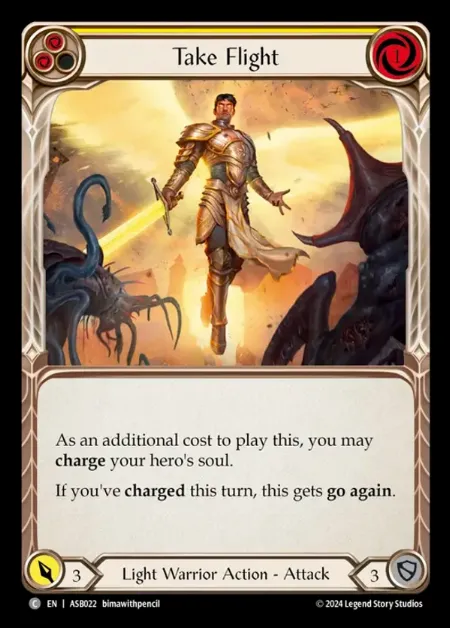 Take Flight
1
As an additional cost to play this, you may
charge your hero's soul.
If you've charged this turn, this gets go again.
3
Light Warrior Action - Attack
3
C EN | ASB022 bimawithpencil
© 2024 Legend Story Studios